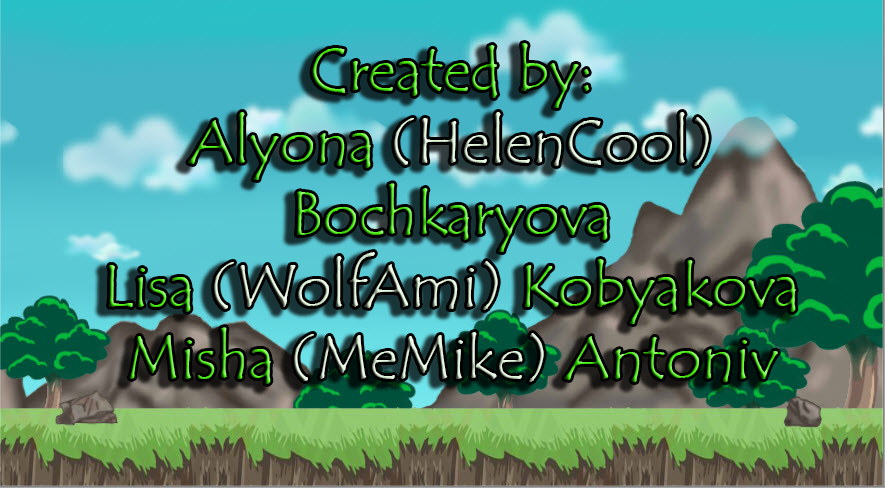 Created by:
Alyona (HelenCool)
Bochkaryova
Lisa (WolfAmi) Kobyakova
Misha (MeMike) Antoniv